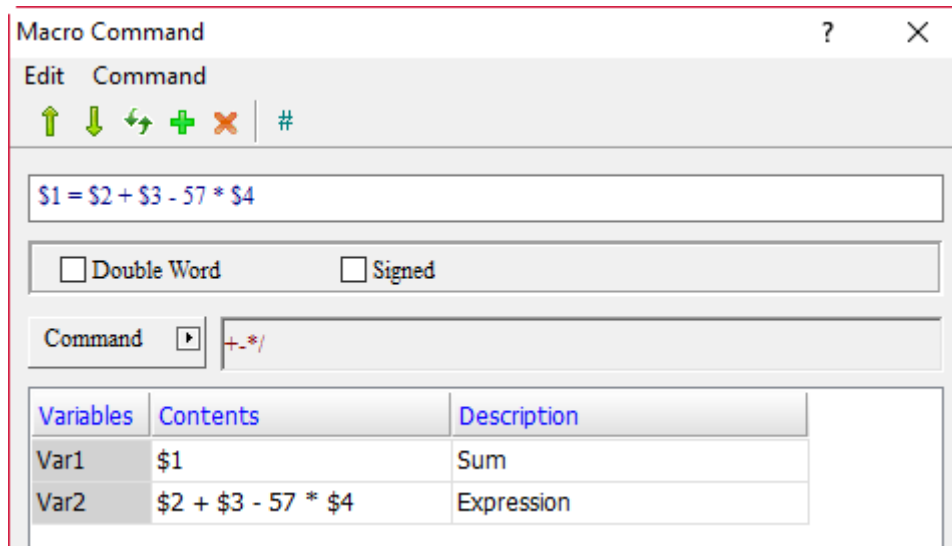 Macro Command ?
Edit Command
#
$1 = $2 + $3 - 57 * $4
Double Word Signed
Command +-*/
Variables Contents Description
Var1 $1 Sum
Var2 $2 + $3 - 57 * $4 Expression